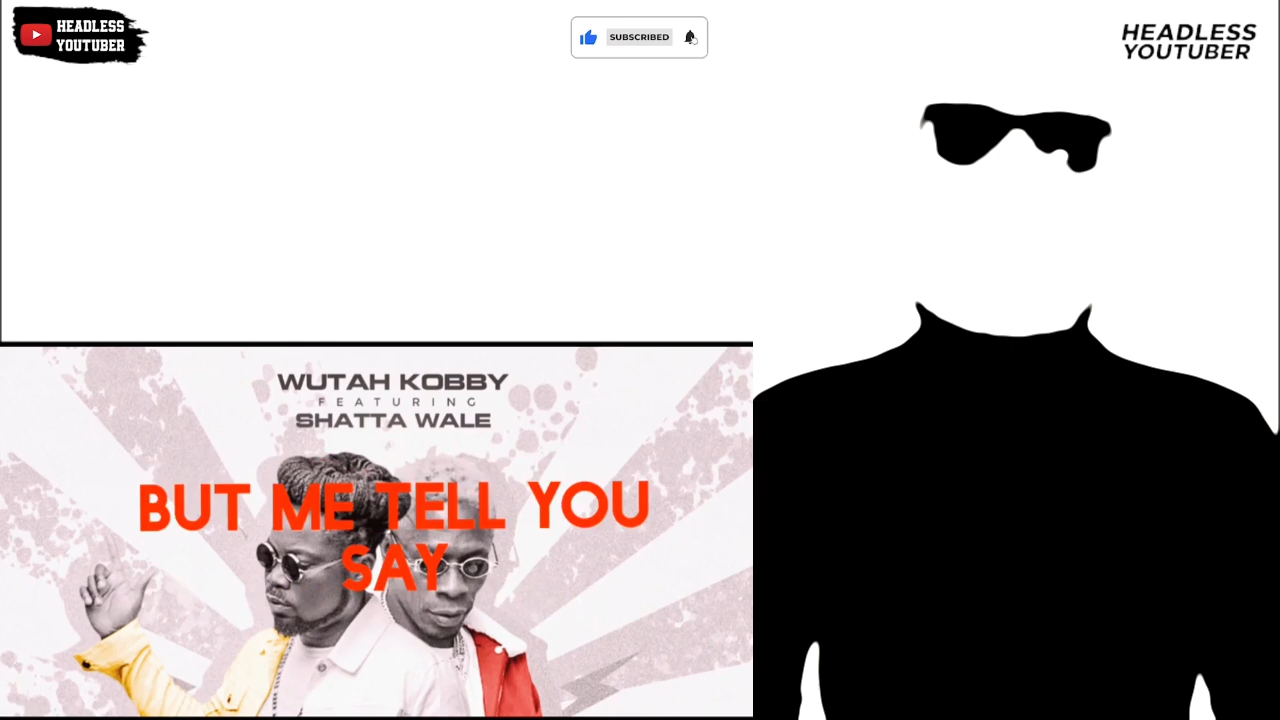 HEADLESS
YOUTUBER
SUBSCRIBED
HEADLESS
YOUTUBER
WUTAH KOBBY
FEATURING
SHATTA WALE
BUT ME TELL YOU
SAY